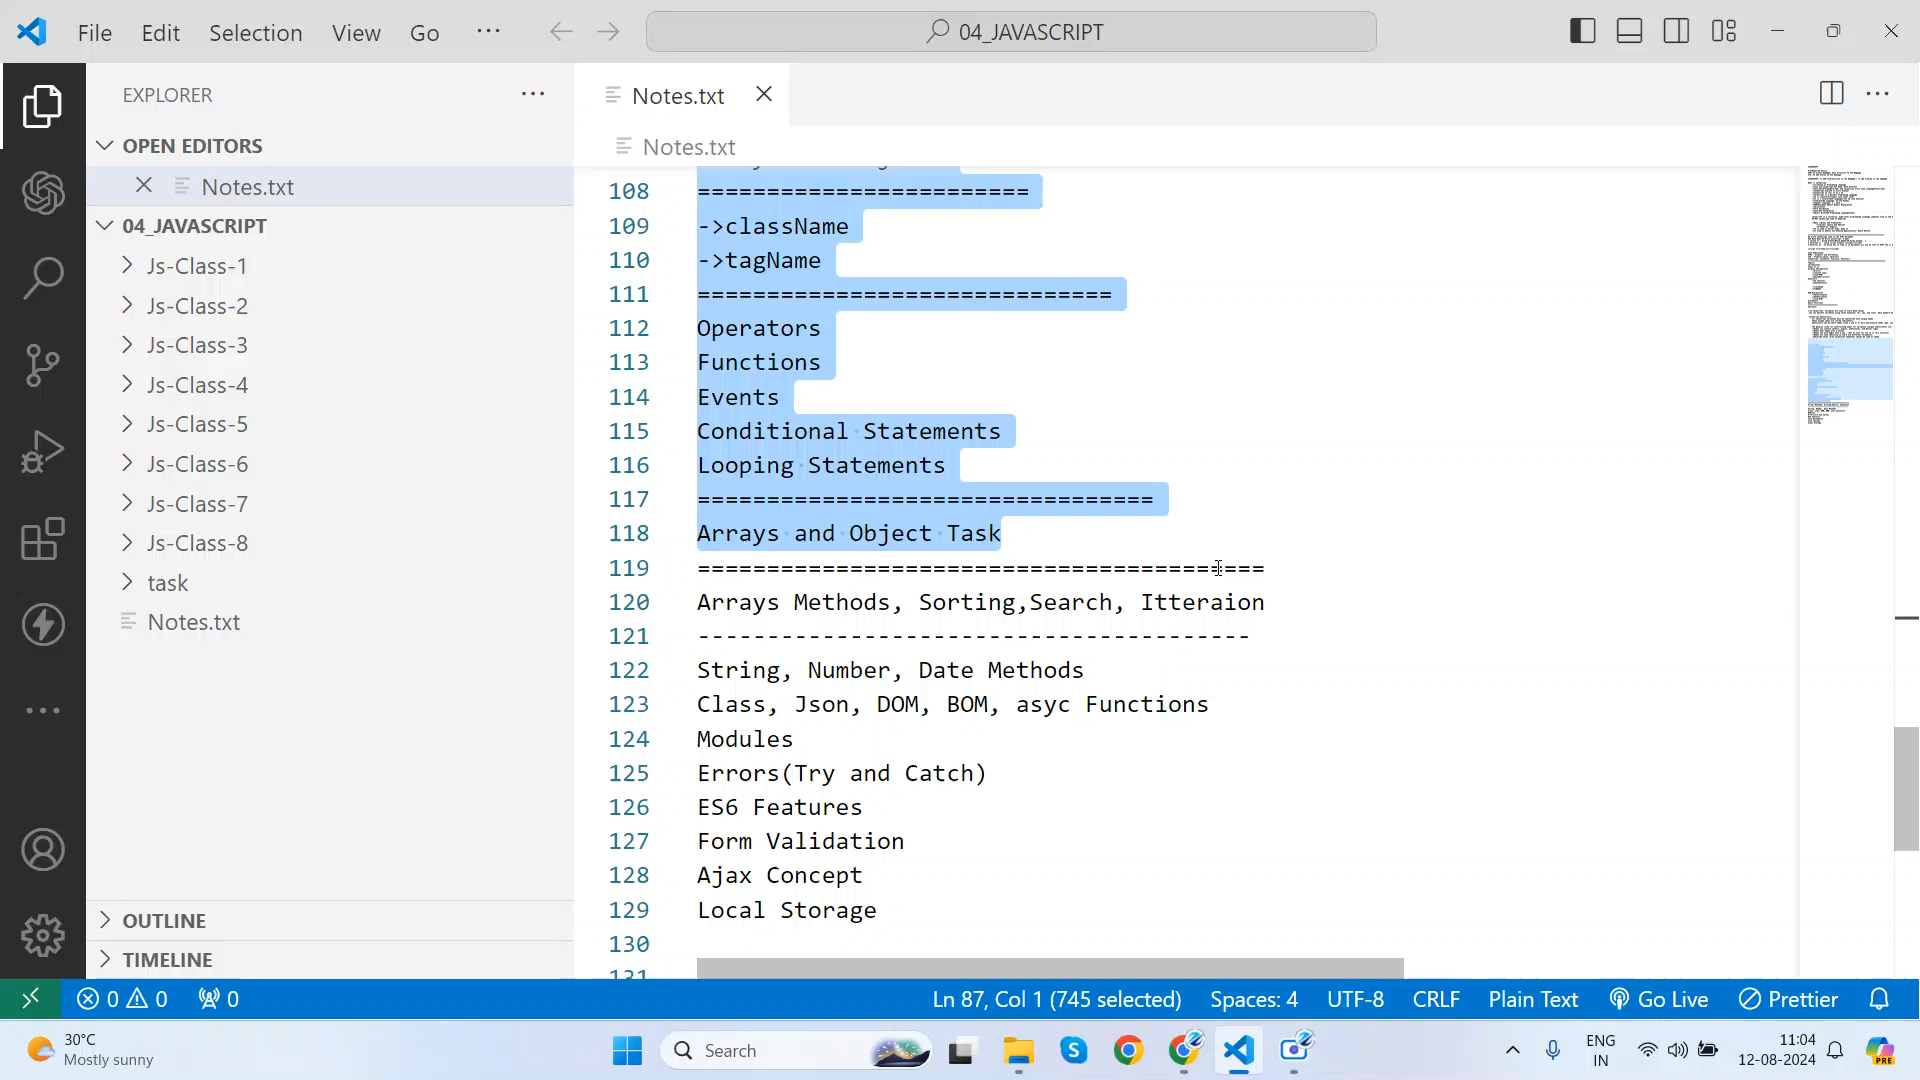 File Edit Selection View Go ··· 04_JAVASCRIPT
EXPLORER ···
OPEN EDITORS
Notes.txt
04_JAVASCRIPT
Js-Class-1
Js-Class-2
Js-Class-3
Js-Class-4
Js-Class-5
Js-Class-6
Js-Class-7
Js-Class-8
task
Notes.txt
OUTLINE
TIMELINE
Notes.txt
Notes.txt
108 ========================
109 ->className
110 ->tagName
111 ==============================
112 Operators
113 Functions
114 Events
115 Conditional Statements
116 Looping Statements
117 =================================
118 Arrays and Object Task
119 =========================================
120 Arrays Methods, Sorting,Search, Itteraion
121 ----------------------------------------
122 String, Number, Date Methods
123 Class, Json, DOM, BOM, asyc Functions
124 Modules
125 Errors(Try and Catch)
126 ES6 Features
127 Form Validation
128 Ajax Concept
129 Local Storage
130
131
0 0 0 Ln 87, Col 1 (745 selected) Spaces: 4 UTF-8 CRLF Plain Text Go Live Prettier
30°C
Mostly sunny
Search
ENG
IN
11:04
12-08-2024
PRE